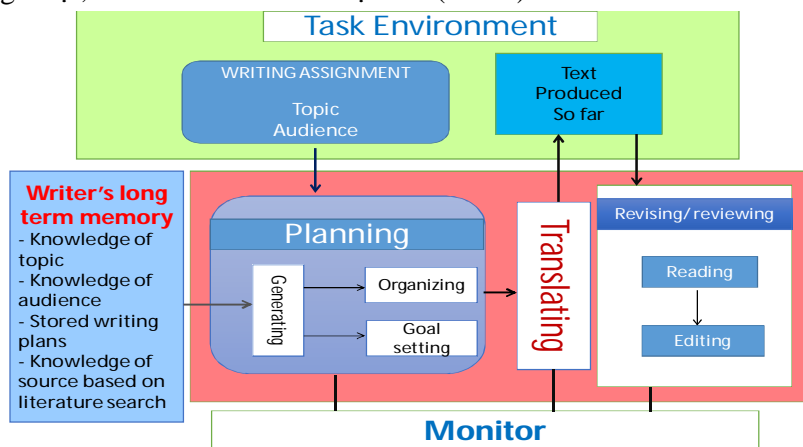 Task Environment
WRITING ASSIGNMENT
Topic
Audience
Text
Produced
So far
Writer's long
term memory
- Knowledge of
topic
- Knowledge of
audience
- Stored writing
plans
- Knowledge of
source based on
literature search
Planning
Generating
Organizing
Goal
setting
Translating
Revising/reviewing
Reading
Editing
Monitor